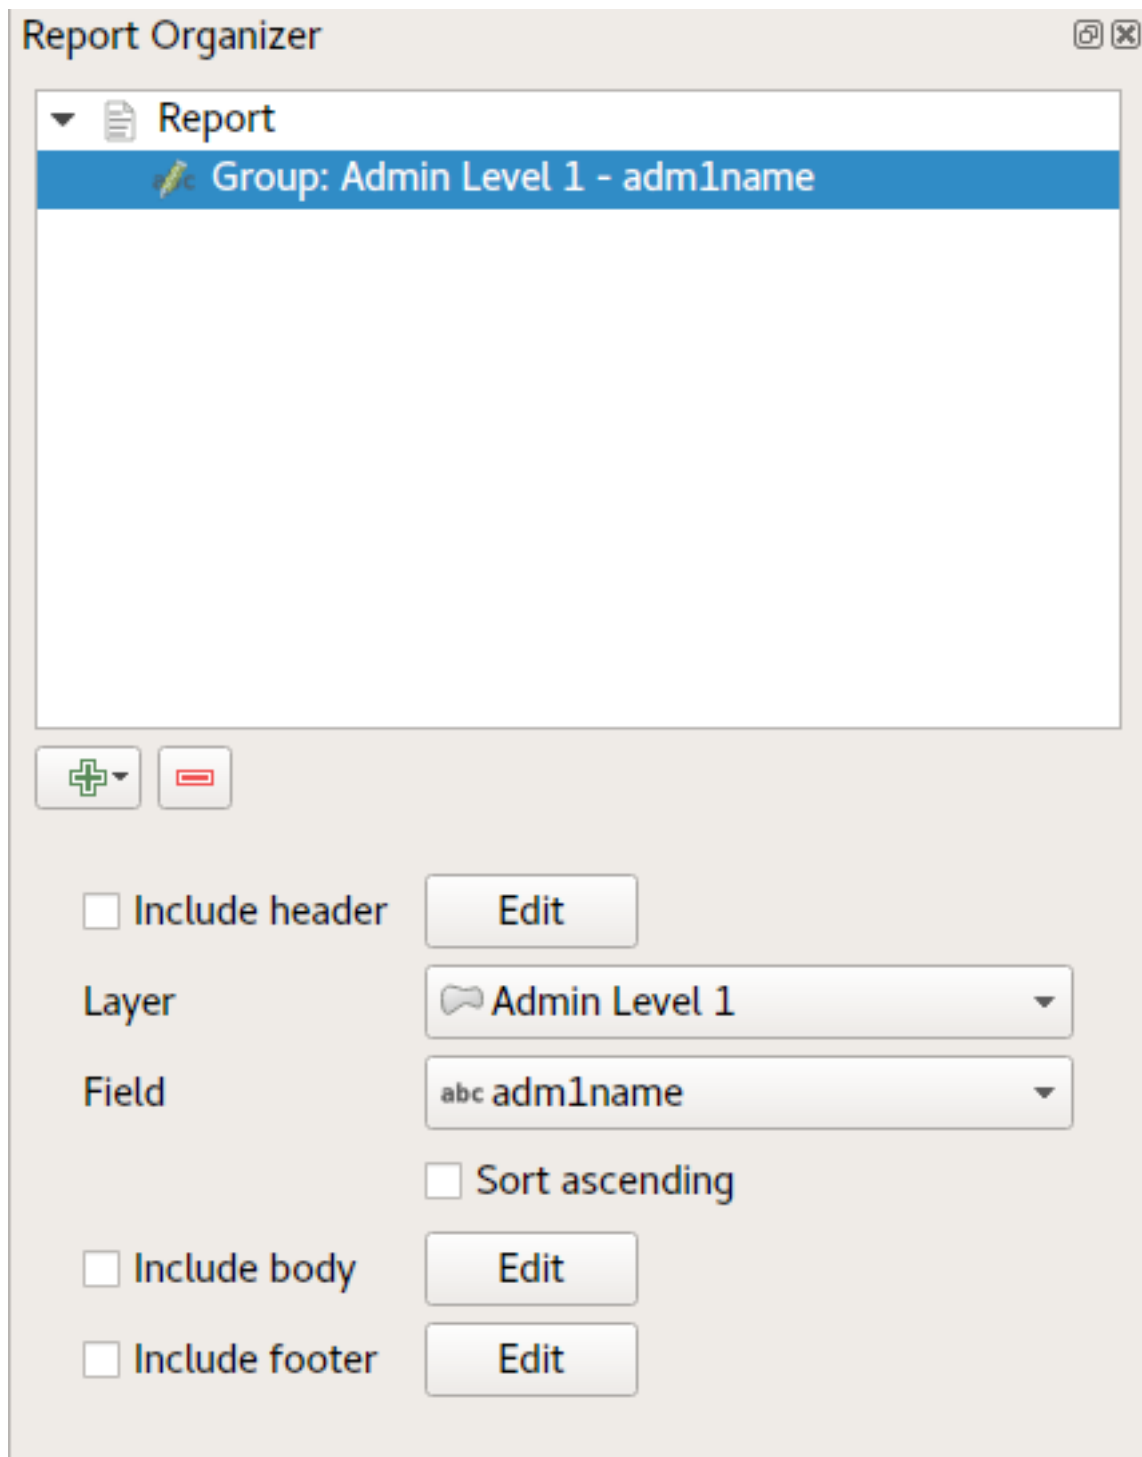 Report Organizer
Report
Group: Admin Level 1 - adm1name
Include header Edit
Layer Admin Level 1
Field abc adm1name
Sort ascending
Include body Edit
Include footer Edit